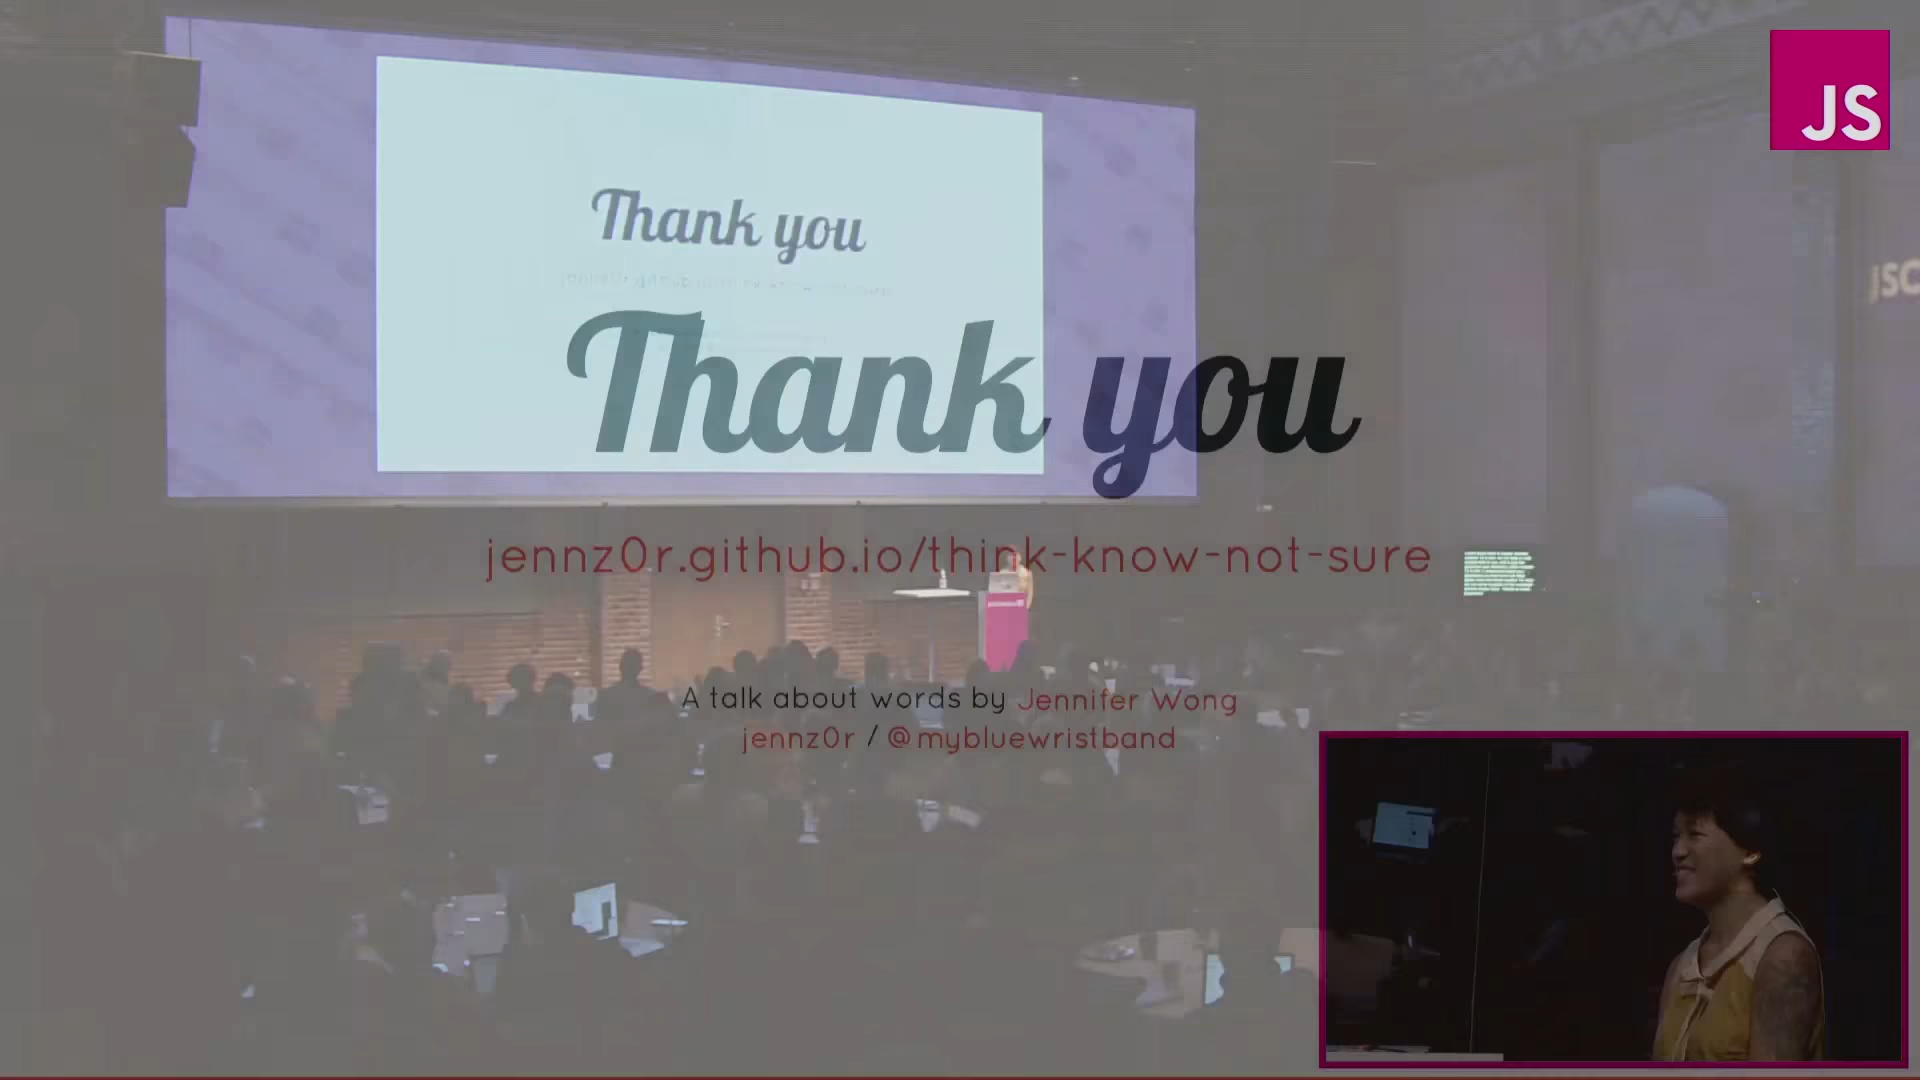 JS
Thank you
JSC
Thank you
jennz0r.github.io/think-know-not-sure
A talk about words by Jennifer Wong
jennz0r / @mybluewristband